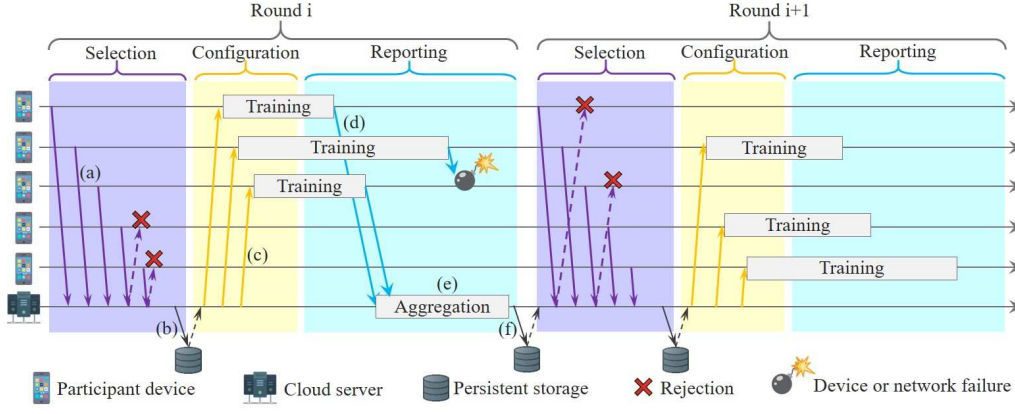 Round i
Round i+1
Selection
Configuration
Reporting
Selection
Configuration
Reporting
Training
(d)
Training
Training
(a)
Training
Training
Training
(c)
Training
(e)
Aggregation
(b)
(f)
Participant device
Cloud server
Persistent storage
Rejection
Device or network failure